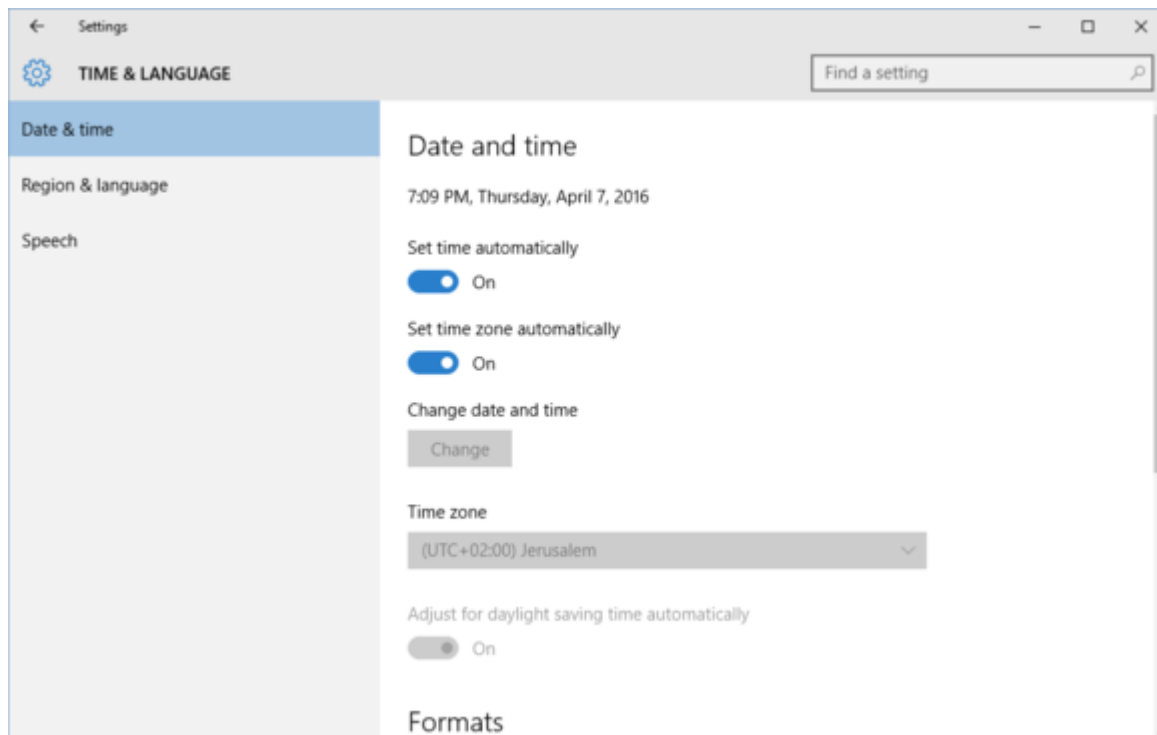 Settings
TIME & LANGUAGE
Find a setting
Date & time
Region & language
Speech
Date and time
7:09 PM, Thursday, April 7, 2016
Set time automatically
On
Set time zone automatically
On
Change date and time
Change
Time zone
(UTC+02:00) Jerusalem
Adjust for daylight saving time automatically
On
Formats